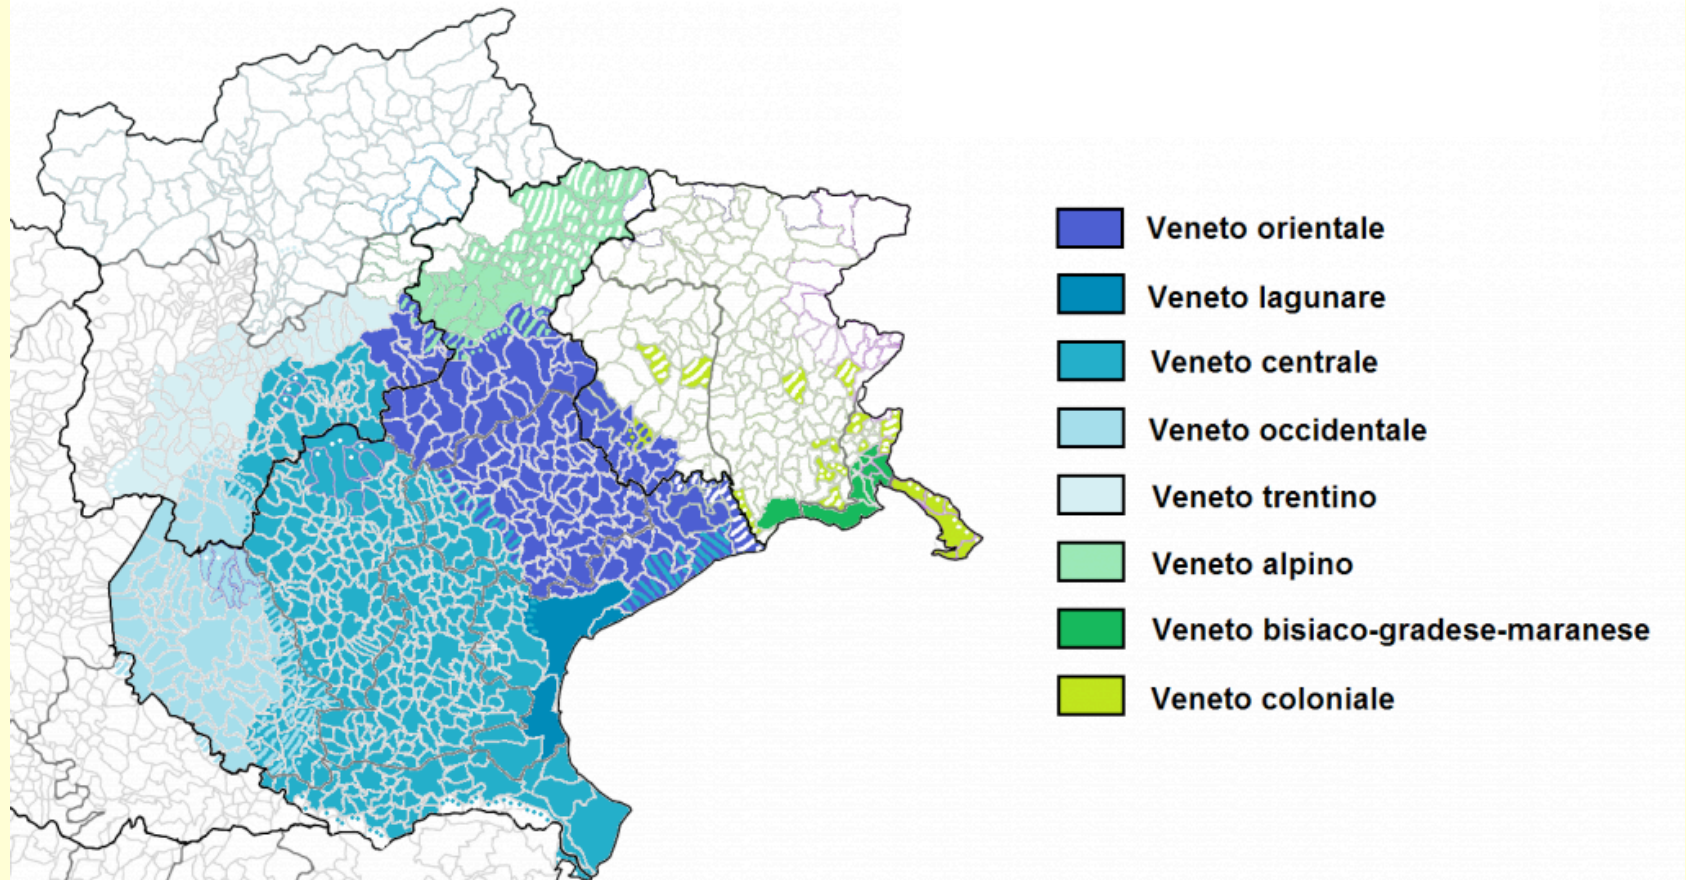 Veneto orientale
Veneto lagunare
Veneto centrale
Veneto occidentale
Veneto trentino
Veneto alpino
Veneto bisiaco-gradese-maranese
Veneto coloniale